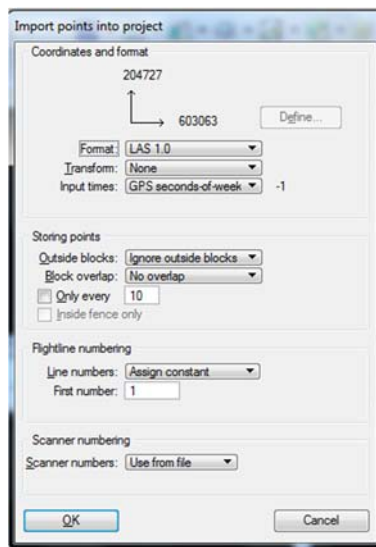 Import points into project
Coordinates and format
204727
603063
Define...
Format: LAS 1.0
Transform: None
Input times: GPS seconds-of-week -1
Storing points
Outside blocks: Ignore outside blocks
Block overlap: No overlap
Only every 10
Inside fence only
Flightline numbering
Line numbers: Assign constant
First number: 1
Scanner numbering
Scanner numbers: Use from file
OK Cancel